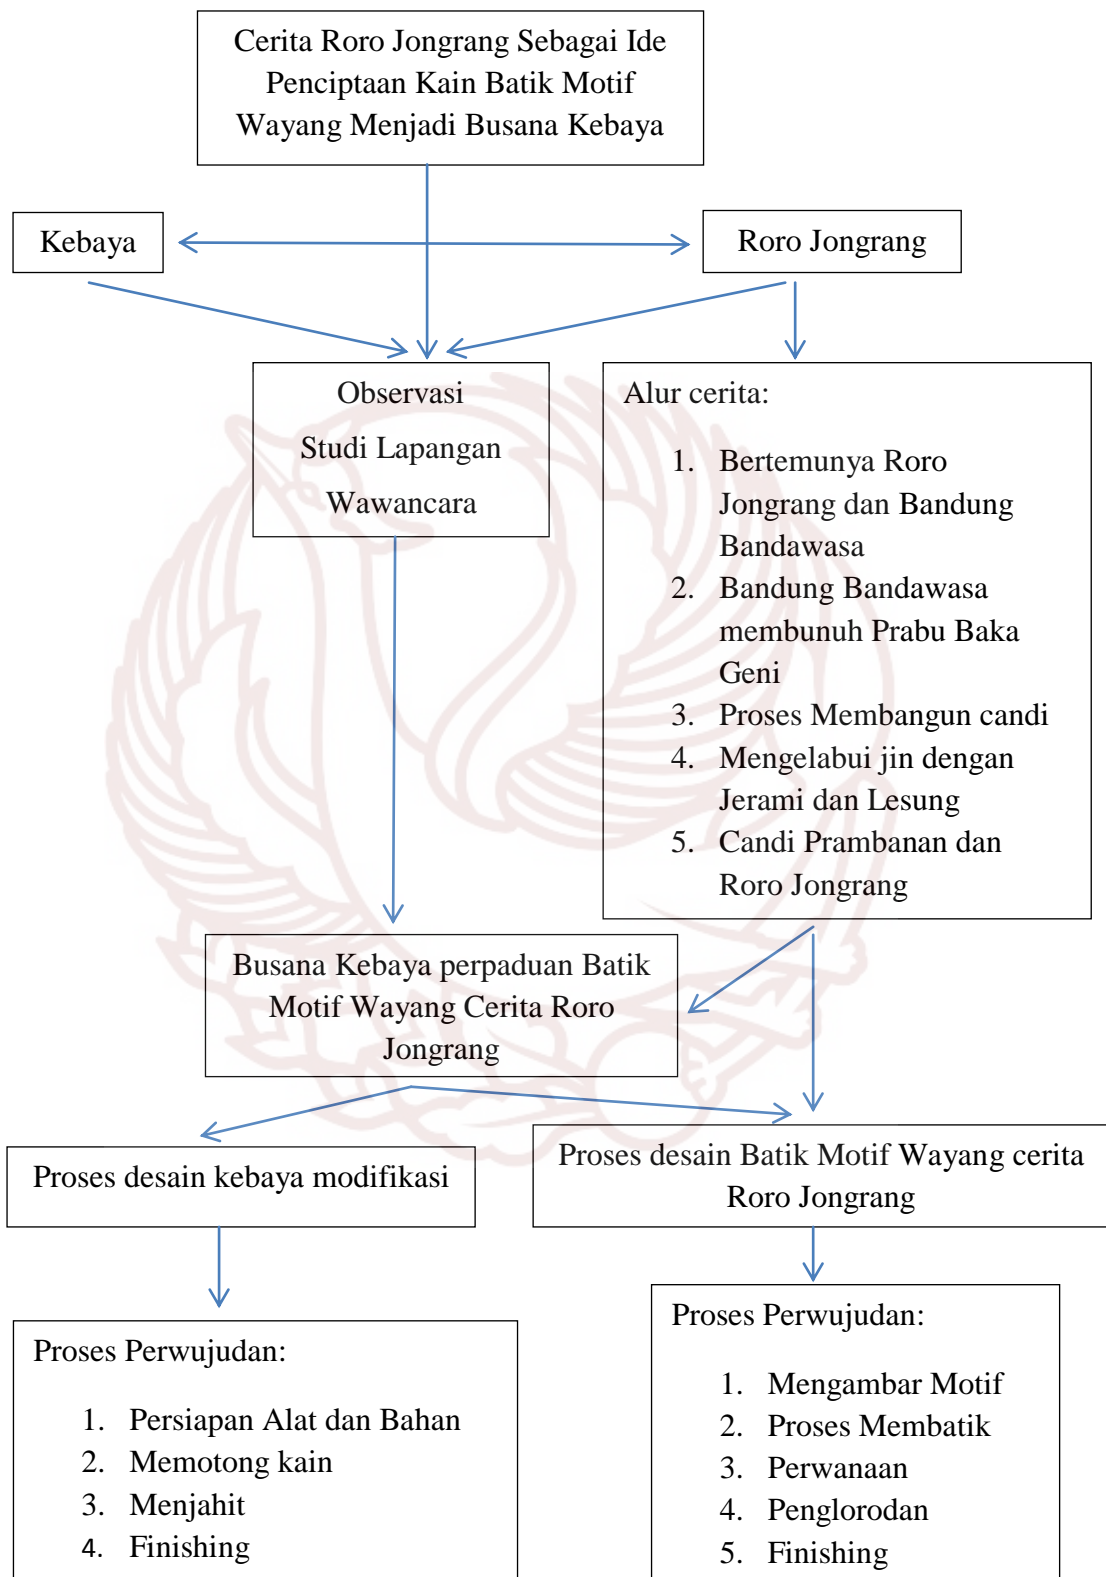 Cerita Roro Jongrang Sebagai Ide
Penciptaan Kain Batik Motif
Wayang Menjadi Busana Kebaya
Kebaya
Roro Jongrang
Observasi
Studi Lapangan
Wawancara
Alur cerita:
1. Bertemunya Roro
Jongrang dan Bandung
Bandawasa
2. Bandung Bandawasa
membunuh Prabu Baka
Geni
3. Proses Membangun candi
4. Mengelabui jin dengan
Jerami dan Lesung
5. Candi Prambanan dan
Roro Jongrang
Busana Kebaya perpaduan Batik
Motif Wayang Cerita Roro
Jongrang
Proses desain kebaya modifikasi
Proses desain Batik Motif Wayang cerita
Roro Jongrang
Proses Perwujudan:
1. Persiapan Alat dan Bahan
2. Memotong kain
3. Menjahit
4. Finishing
Proses Perwujudan:
1. Mengambar Motif
2. Proses Membatik
3. Perwanaan
4. Penglorodan
5. Finishing